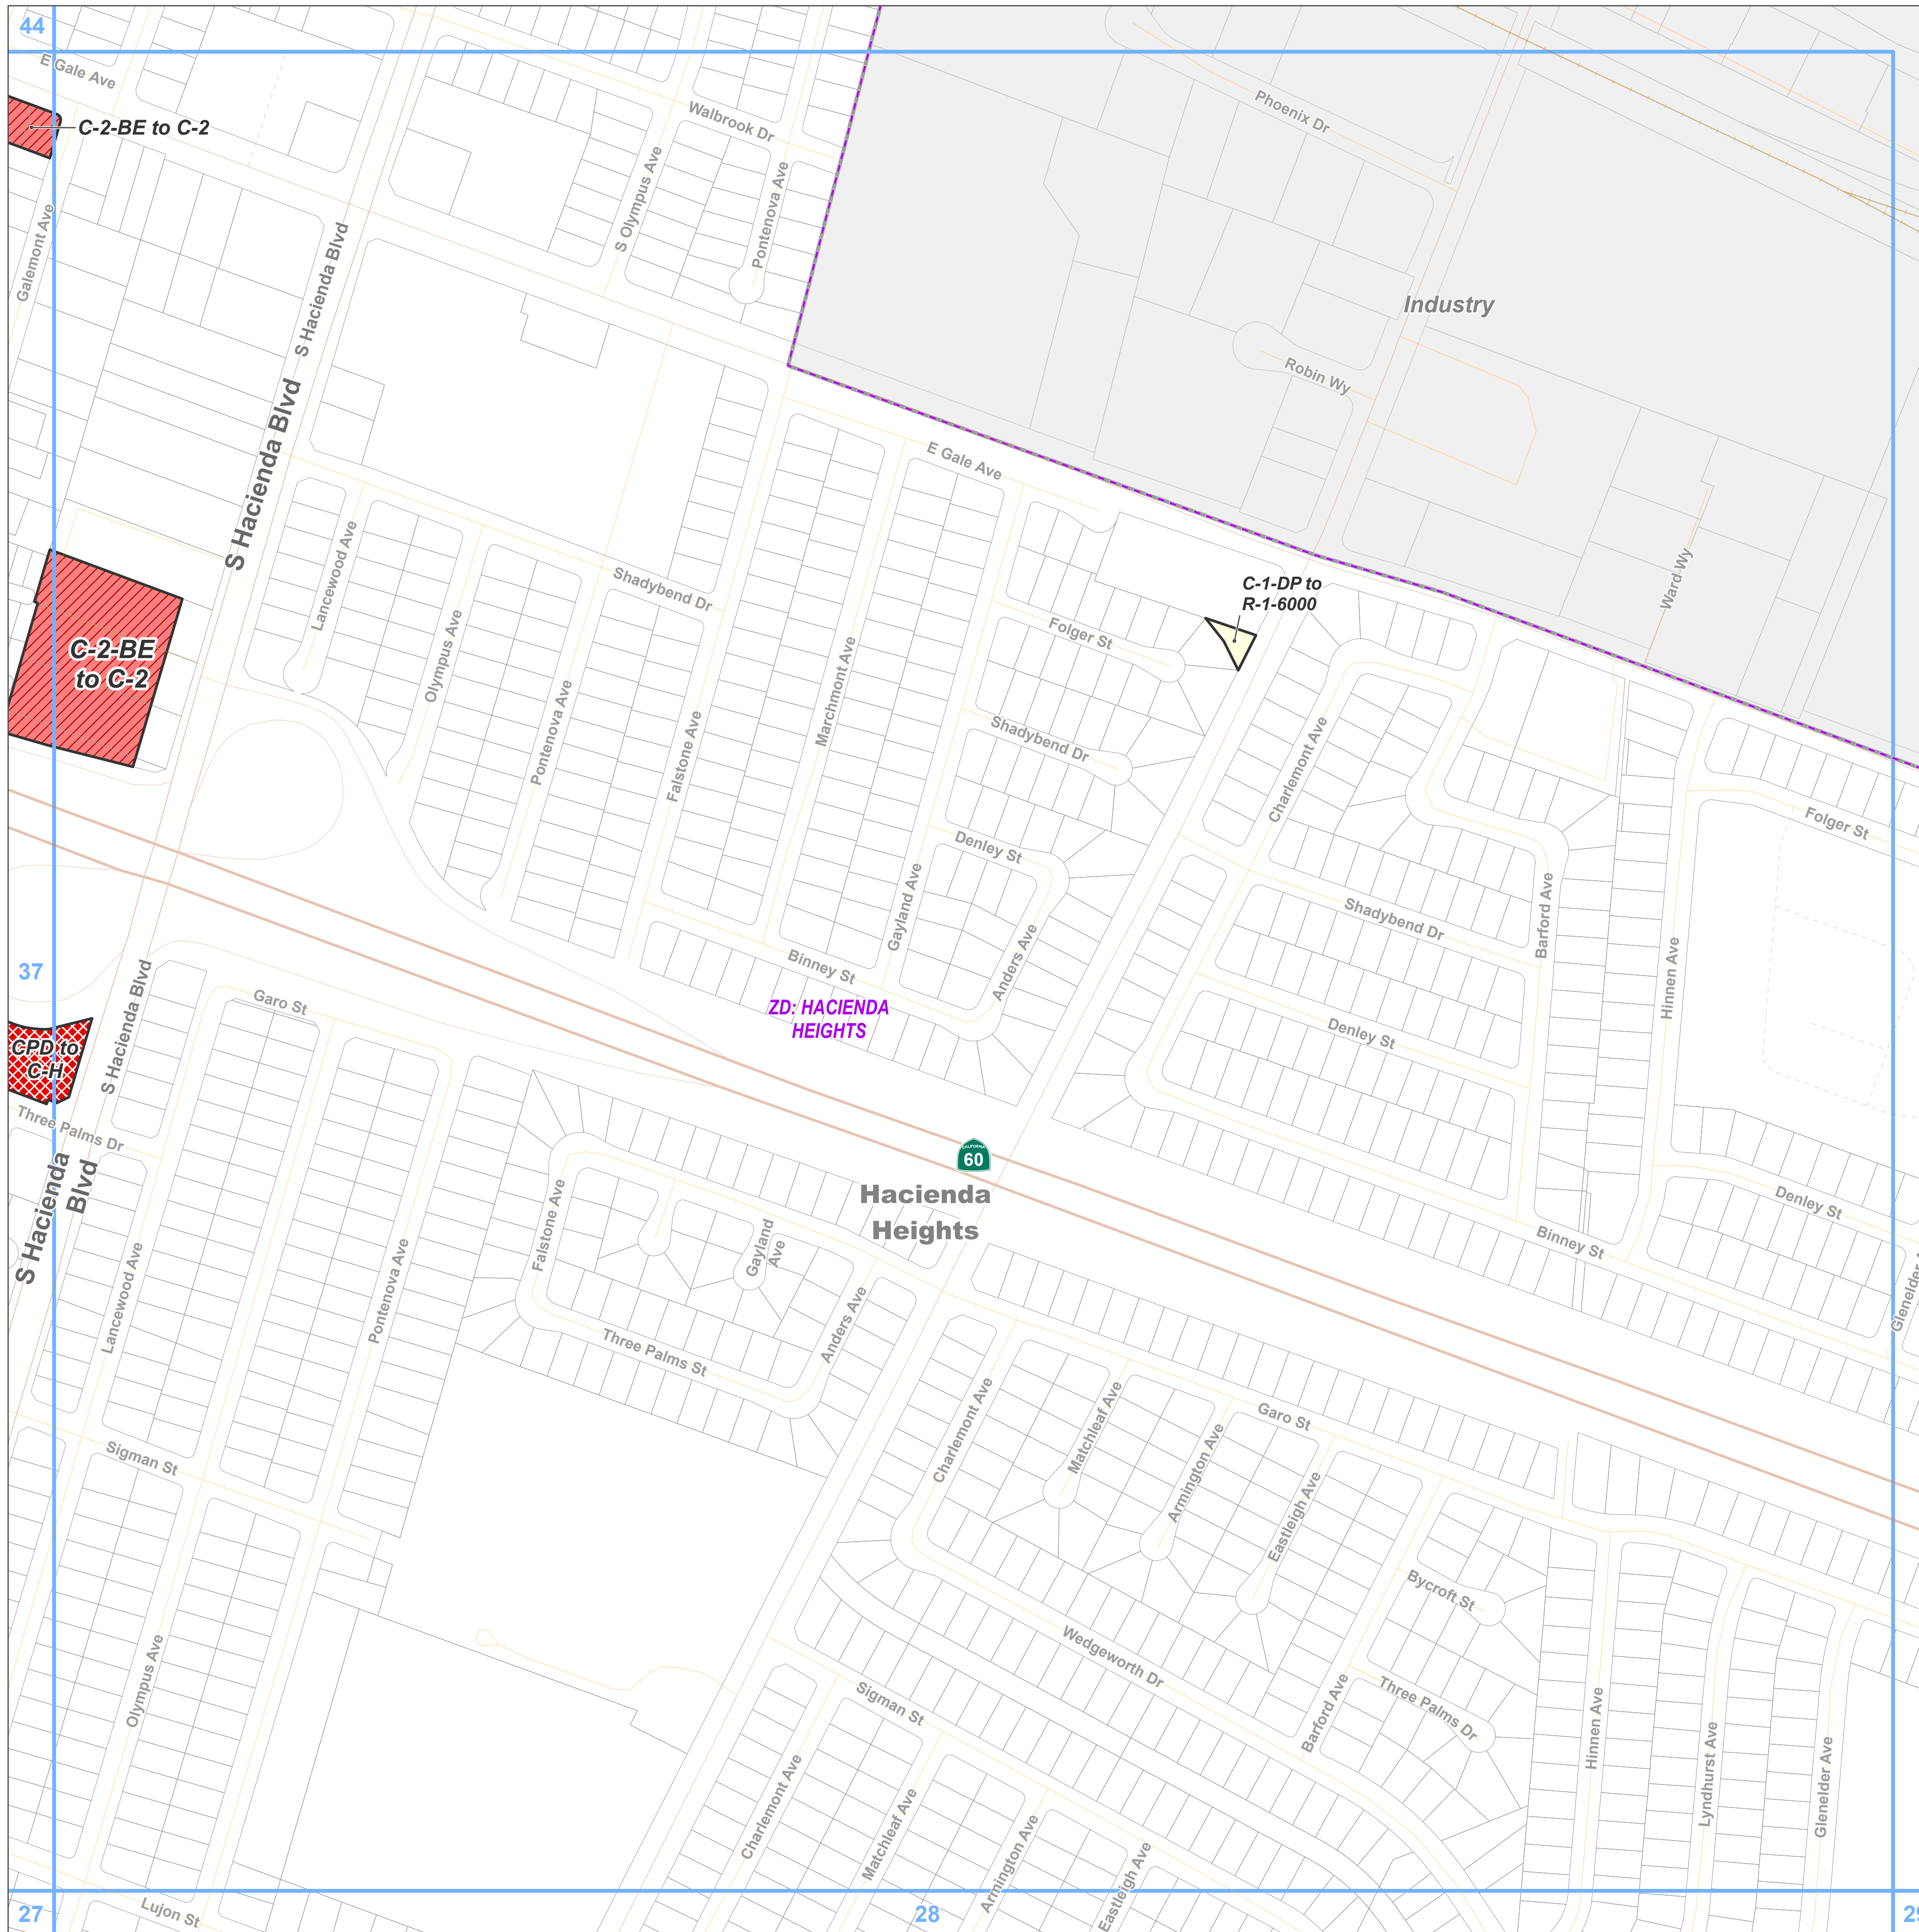 44
E Gale Ave
C-2-BE to C-2
Walbrook Dr
Phoenix Dr
S Olympus Ave
Pontenova Ave
Galemont Ave
S Hacienda Blvd
Industry
Robin Wy
S Hacienda Blvd
E Gale Ave
Lancewood Ave
Shadybend Dr
C-1-DP to
R-1-6000
Ward Wy
Folger St
C-2-BE
to C-2
Olympus Ave
Pontenova Ave
Falstone Ave
Marchmont Ave
Shadybend Dr
Charlemont Ave
Folger St
Denley St
Gayland Ave
Shadybend Dr
Barford Ave
37
Binney St
Anders Ave
Hinnen Ave
S Hacienda Blvd
Garo St
ZD: HACIENDA
HEIGHTS
Denley St
CPD to
C-H
Three Palms Dr
CALIFORNIA
60
Hacienda
Heights
S Hacienda
Blvd
Falstone Ave
Gayland
Ave
Denley St
Binney St
Glenelder A
Lancewood Ave
Pontenova Ave
Three Palms St
Anders Ave
Charlemont Ave
Matchleaf Ave
Armington Ave
Garo St
Eastleigh Ave
Sigman St
Bycroft St
Wedgeworth Dr
Olympus Ave
Sigman St
Barford Ave
Three Palms Dr
Hinnen Ave
Lyndhurst Ave
Glenelder Ave
Charlemont Ave
Matchleaf Ave
Armington Ave
Eastleigh Ave
Lujon St
27
28
29